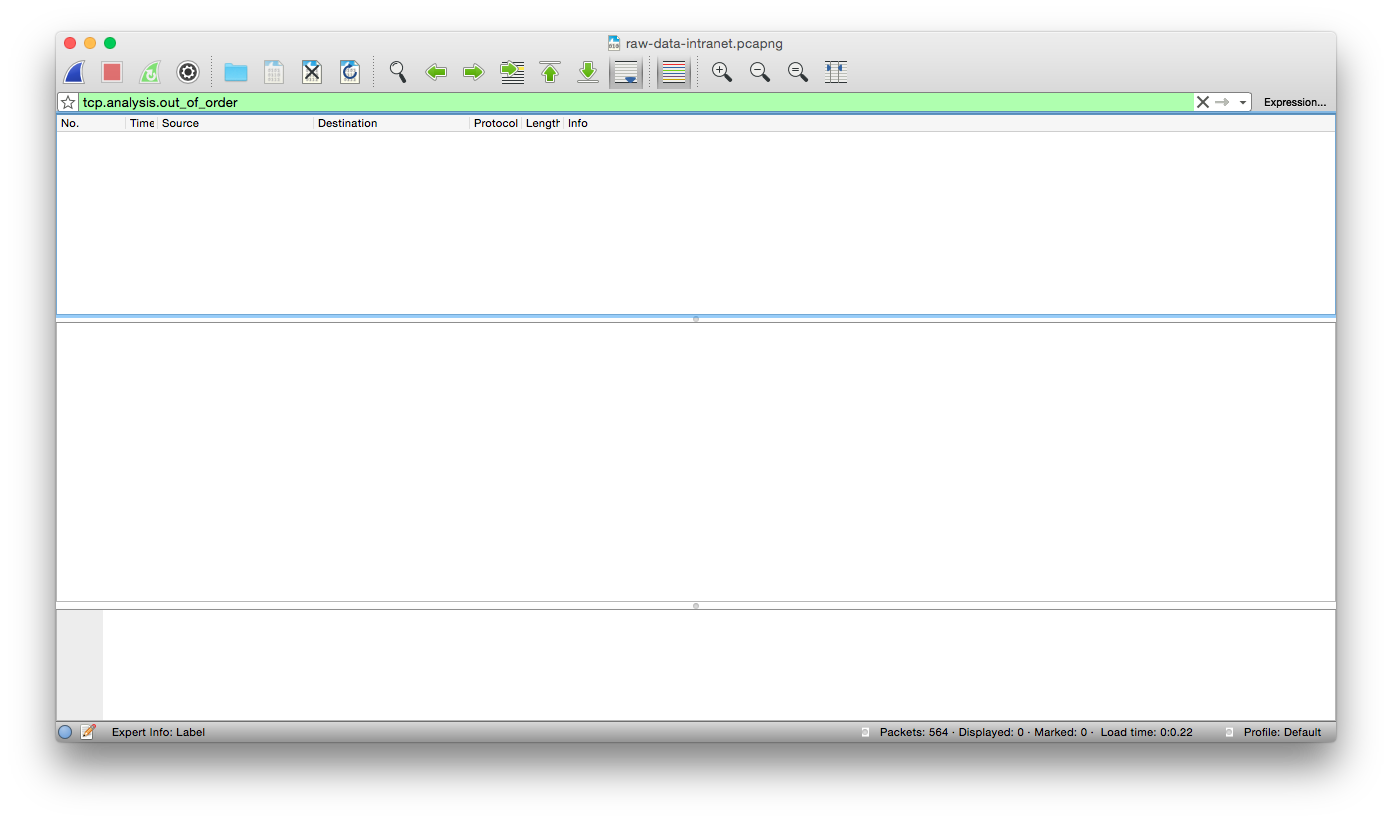 raw-data-intranet.pcapng
tcp.analysis.out_of_order
Expression...
No. Time Source Destination Protocol Length Info
Expert Info: Label Packets: 564 · Displayed: 0 · Marked: 0 · Load time: 0:0.22 Profile: Default